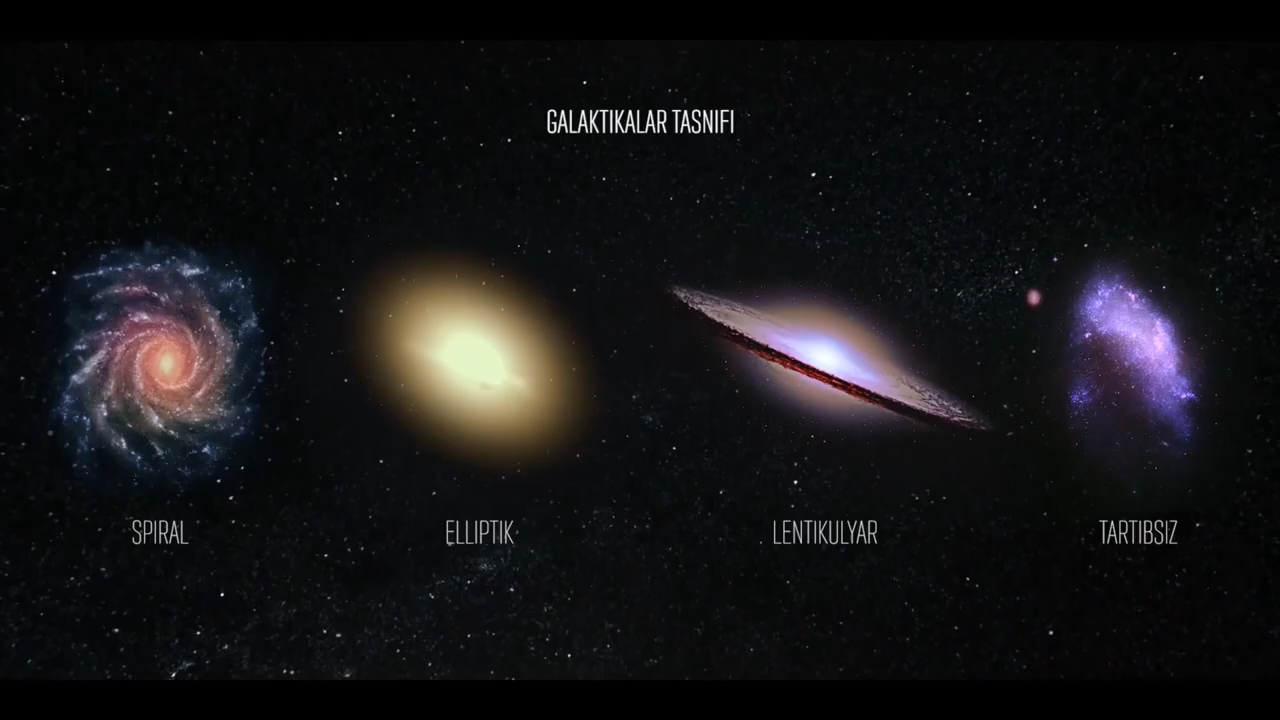 GALAKTIKALAR TASNIFI
SPIRAL
ELLIPTIK
LENTIKULYAR
TARTIBSIZ